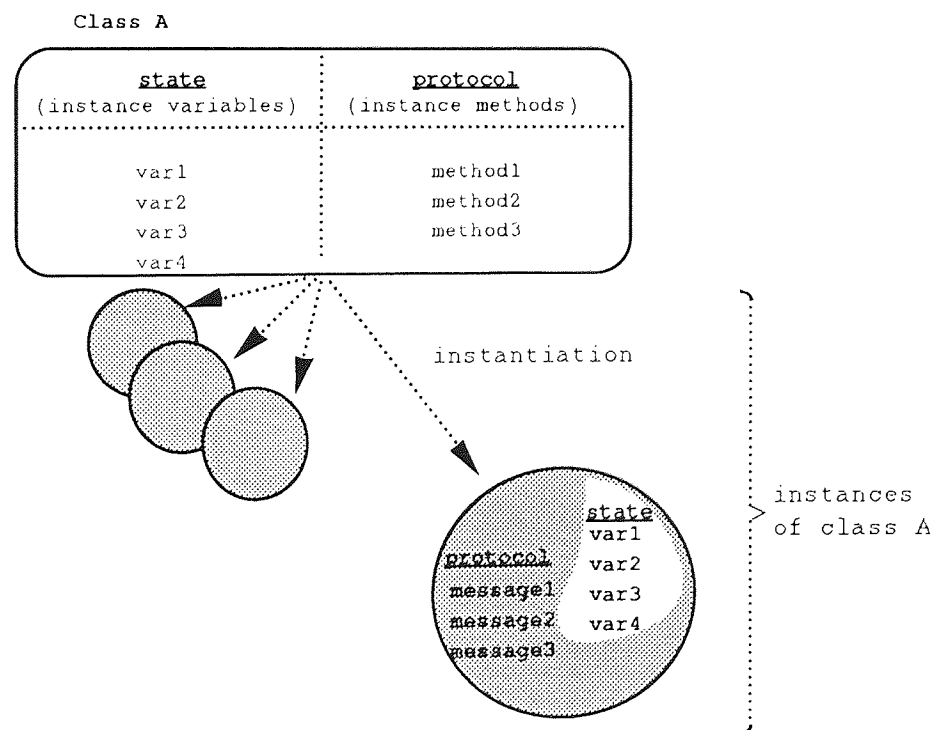 Class A
state
(instance variables)
protocol
(instance methods)
var1
var2
var3
var4
method1
method2
method3
instantiation
protocol
message1
message2
message3
state
var1
var2
var3
var4
instances
of class A